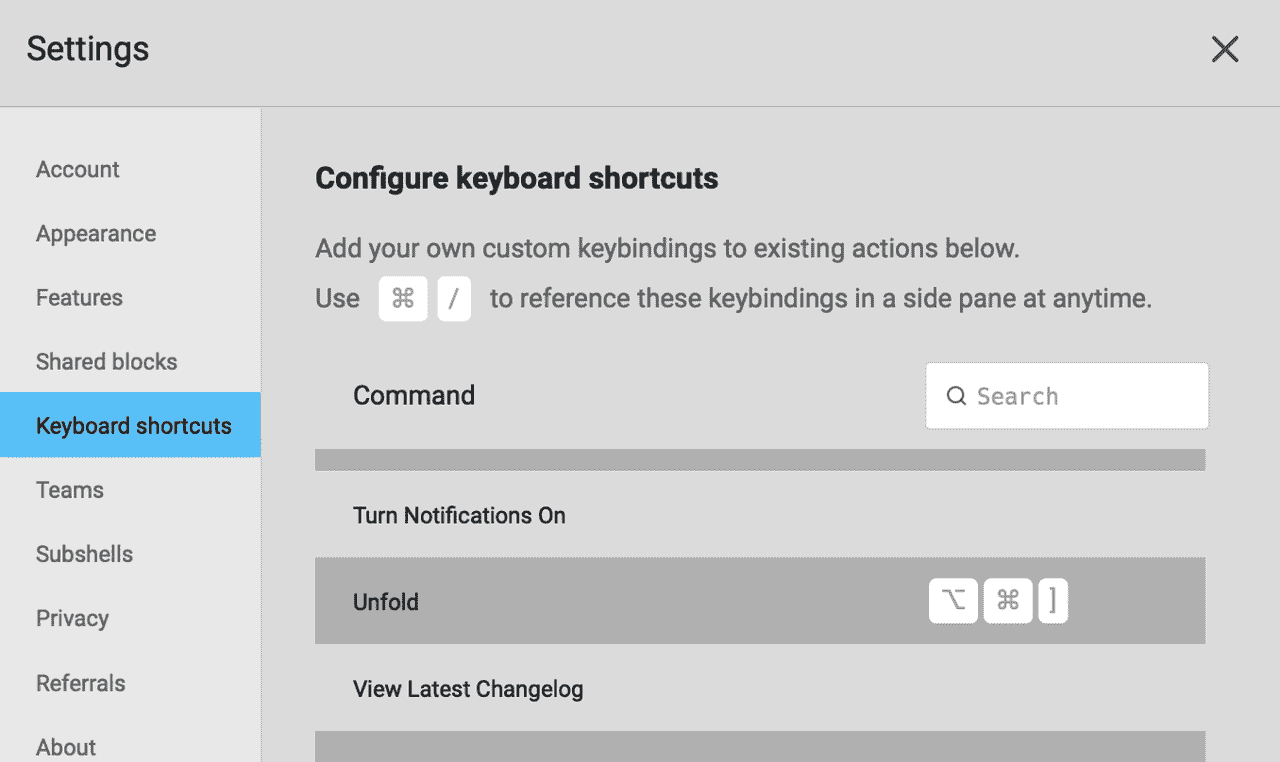 Settings
Account
Appearance
Features
Shared blocks
Keyboard shortcuts
Teams
Subshells
Privacy
Referrals
About
Configure keyboard shortcuts
Add your own custom keybindings to existing actions below.
Use ⌘ / to reference these keybindings in a side pane at anytime.
Command
Search
Turn Notifications On
Unfold ⌥ ⌘ ]
View Latest Changelog